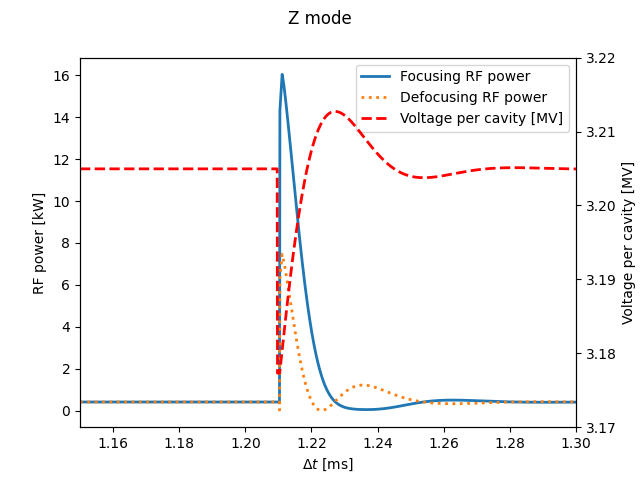 Z mode
Focusing RF power
Defocusing RF power
Voltage per cavity [MV]
RF power [kW]
16
14
12
10
8
6
4
2
0
3.22
3.21
3.20
3.19
3.18
3.17
Voltage per cavity [MV]
1.16 1.18 1.20 1.22 1.24 1.26 1.28 1.30
Δt [ms]